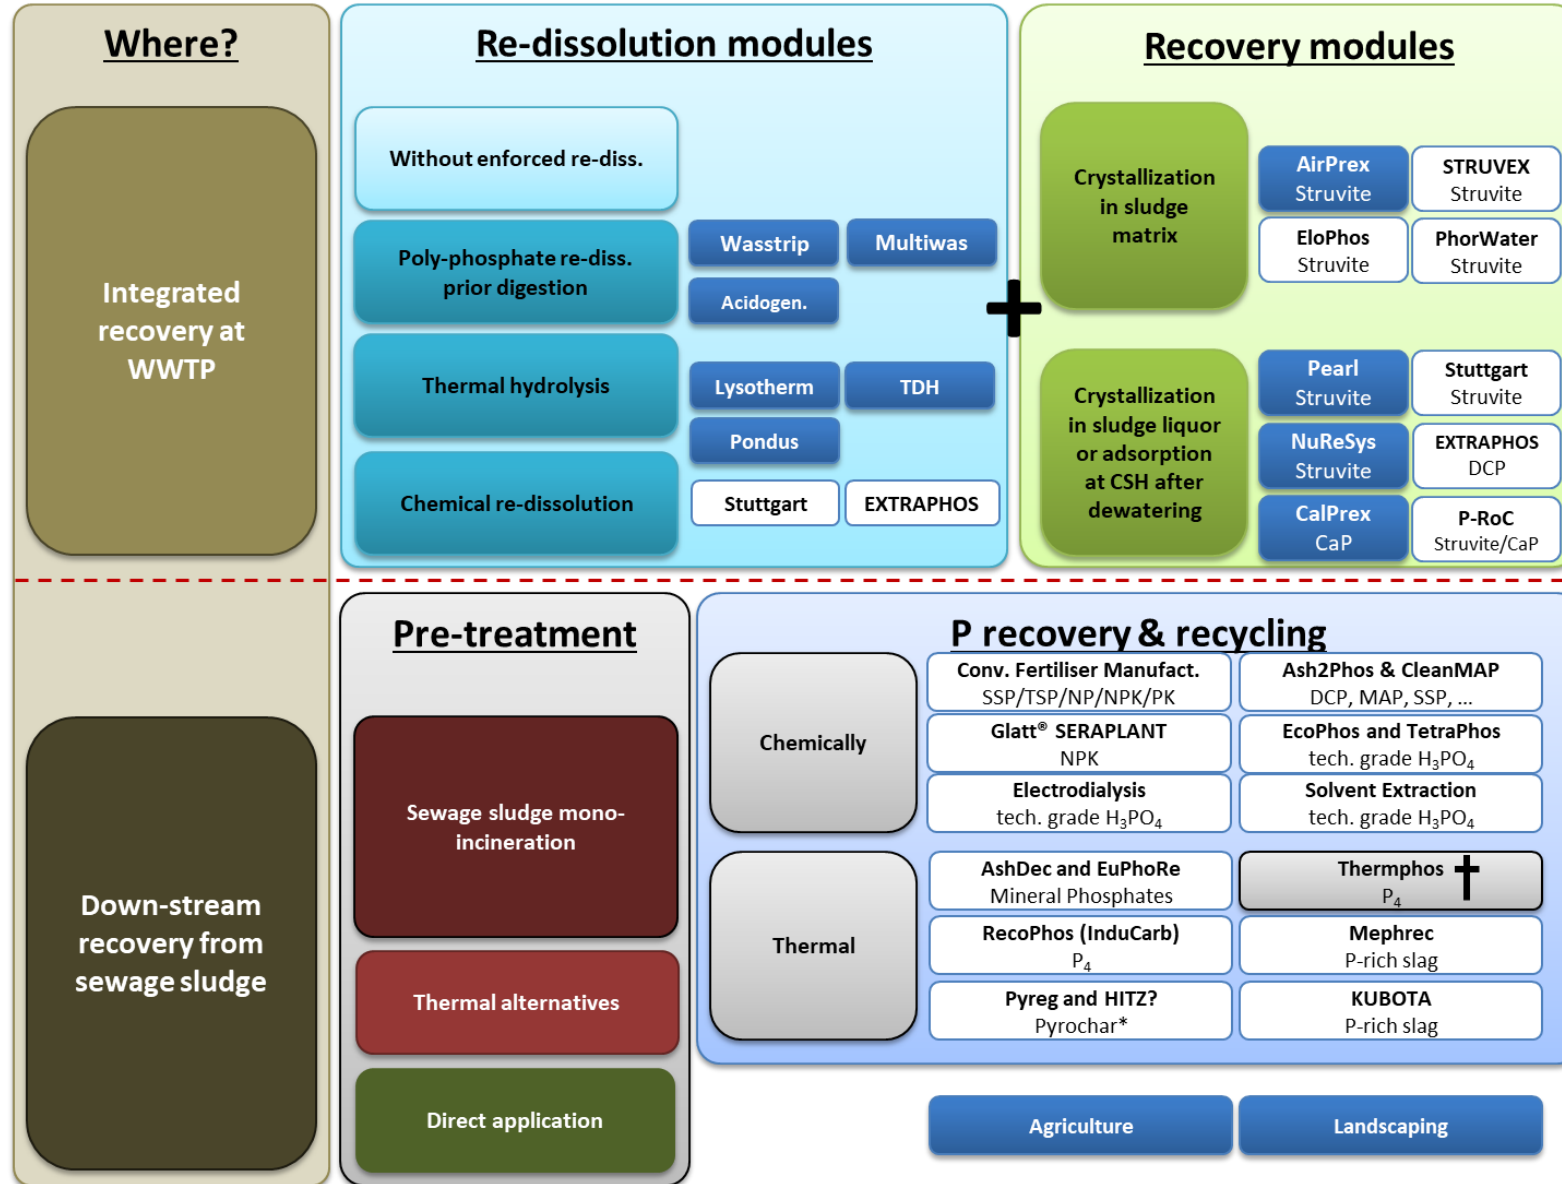 Where?
Re-dissolution modules
Recovery modules
Integrated
recovery at
WWTP
Without enforced re-diss.
Poly-phosphate re-diss.
prior digestion
Wasstrip
Multiwas
Acidogen.
Thermal hydrolysis
Lysotherm
TDH
Pondus
Chemical re-dissolution
Stuttgart
EXTRAPHOS
+
Crystallization
in sludge
matrix
AirPrex
Struvite
STRUVEX
Struvite
EloPhos
Struvite
PhorWater
Struvite
Crystallization
in sludge liquor
or adsorption
at CSH after
dewatering
Pearl
Struvite
Stuttgart
Struvite
NuReSys
Struvite
EXTRAPHOS
DCP
CalPrex
CaP
P-RoC
Struvite/CaP
Down-stream
recovery from
sewage sludge
Pre-treatment
Sewage sludge mono-
incineration
Thermal alternatives
Direct application
P recovery & recycling
Chemically
Conv. Fertiliser Manufact.
SSP/TSP/NP/NPK/PK
Ash2Phos & CleanMAP
DCP, MAP, SSP, ...
Glatt® SERAPLANT
NPK
EcoPhos and TetraPhos
tech. grade H₃PO₄
Electrodialysis
tech. grade H₃PO₄
Solvent Extraction
tech. grade H₃PO₄
Thermal
AshDec and EuPhoRe
Mineral Phosphates
Thermphos †
P₄
RecoPhos (InduCarb)
P₄
Mephrec
P-rich slag
Pyreg and HITZ?
Pyrochar*
KUBOTA
P-rich slag
Agriculture
Landscaping